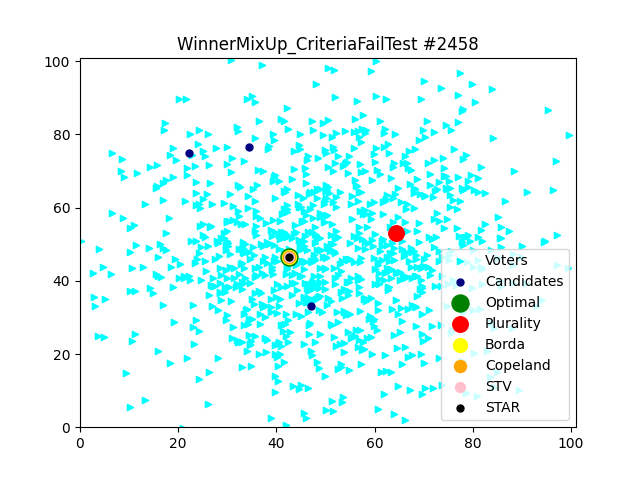 WinnerMixUp_CriteriaFailTest #2458
100
80
60
40
20
0
0
20
40
60
80
100
Voters
Candidates
Optimal
Plurality
Borda
Copeland
STV
STAR